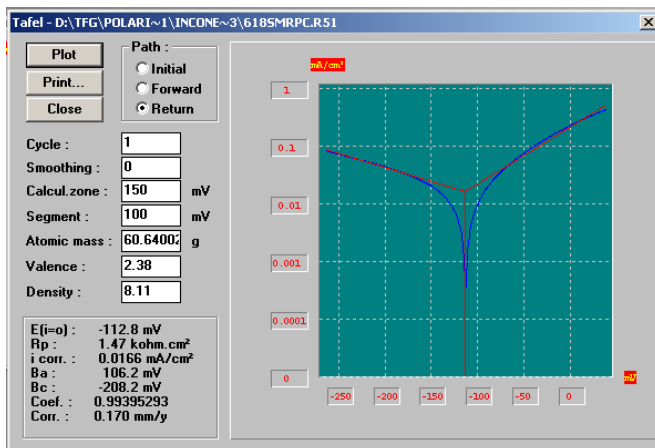 Tafel - D:\TFG\POLARI~1\INCONE~3\618SMRPC.R51
Plot
Print...
Close
Path :
Initial
Forward
Return
Cycle : 1
Smoothing : 0
Calcul.zone : 150 mV
Segment : 100 mV
Atomic mass : 60.64002 g
Valence : 2.38
Density : 8.11
E(i=o) : -112.8 mV
Rp : 1.47 kohm.cm²
i corr. : 0.0166 mA/cm²
Ba : 106.2 mV
Bc : -208.2 mV
Coef. : 0.99395293
Corr. : 0.170 mm/y
mA/cm²
1
0.1
0.01
0.001
0.0001
0
-250 -200 -150 -100 -50 0
mV